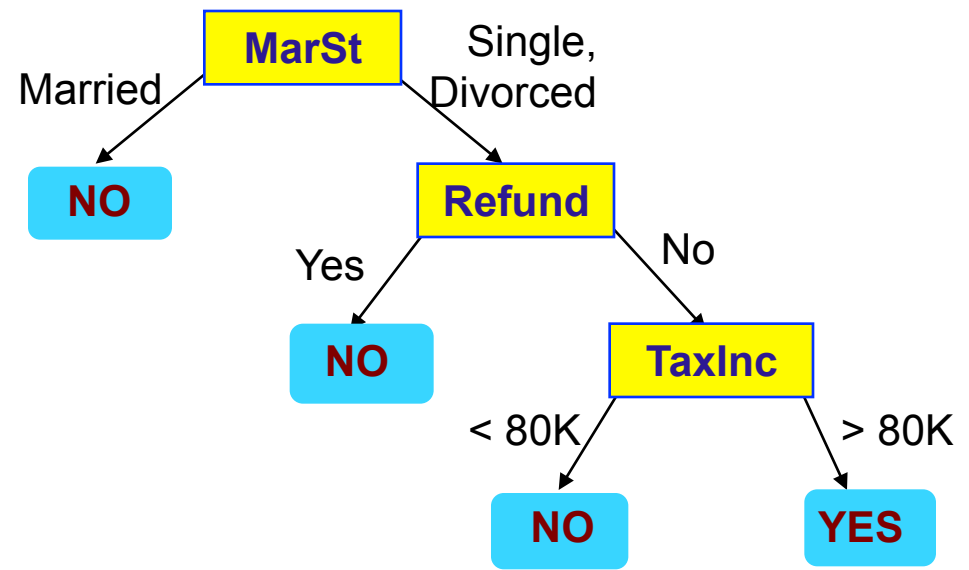 MarSt
Single,
Divorced
Married
NO
Refund
Yes
No
NO
TaxInc
< 80K
> 80K
NO
YES